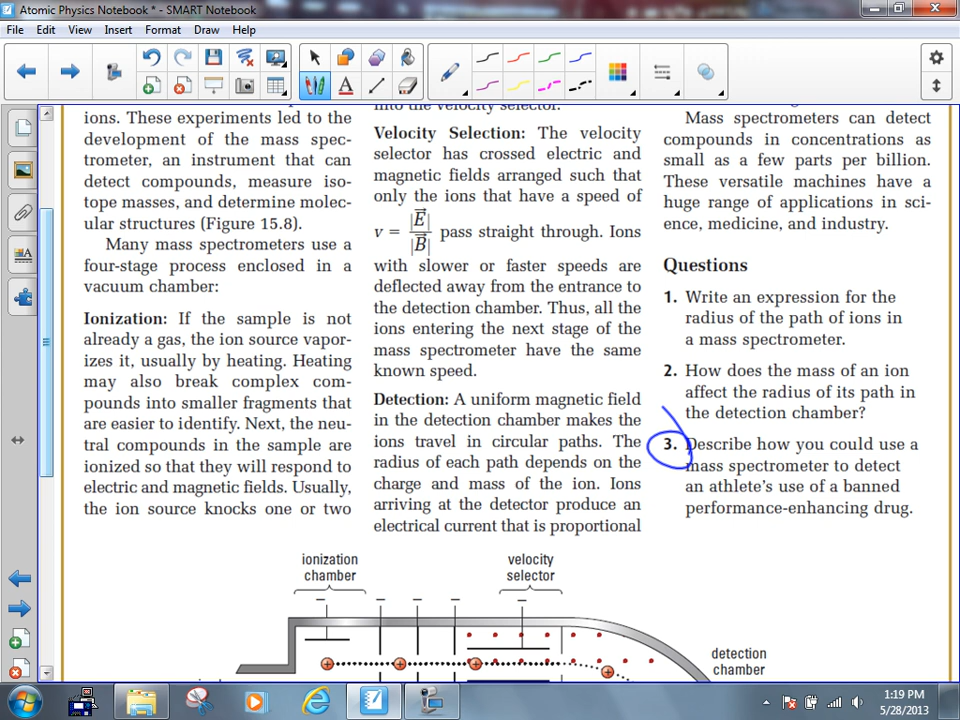 Atomic Physics Notebook * - SMART Notebook
File Edit View Insert Format Draw Help
ions. These experiments led to the
development of the mass spec-
trometer, an instrument that can
detect compounds, measure iso-
tope masses, and determine molec-
ular structures (Figure 15.8).
Many mass spectrometers use a
four-stage process enclosed in a
vacuum chamber:
Ionization: If the sample is not
already a gas, the ion source vapor-
izes it, usually by heating. Heating
may also break complex com-
pounds into smaller fragments that
are easier to identify. Next, the neu-
tral compounds in the sample are
ionized so that they will respond to
electric and magnetic fields. Usually,
the ion source knocks one or two
into the velocity selector.
Velocity Selection: The velocity
selector has crossed electric and
magnetic fields arranged such that
only the ions that have a speed of
v = |E⃗| / |B⃗| pass straight through. Ions
with slower or faster speeds are
deflected away from the entrance to
the detection chamber. Thus, all the
ions entering the next stage of the
mass spectrometer have the same
known speed.
Detection: A uniform magnetic field
in the detection chamber makes the
ions travel in circular paths. The
radius of each path depends on the
charge and mass of the ion. Ions
arriving at the detector produce an
electrical current that is proportional
Mass spectrometers can detect
compounds in concentrations as
small as a few parts per billion.
These versatile machines have a
huge range of applications in sci-
ence, medicine, and industry.
Questions
1. Write an expression for the
radius of the path of ions in
a mass spectrometer.
2. How does the mass of an ion
affect the radius of its path in
the detection chamber?
3. Describe how you could use a
mass spectrometer to detect
an athlete's use of a banned
performance-enhancing drug.
ionization
chamber
velocity
selector
detection
chamber
1:19 PM
5/28/2013